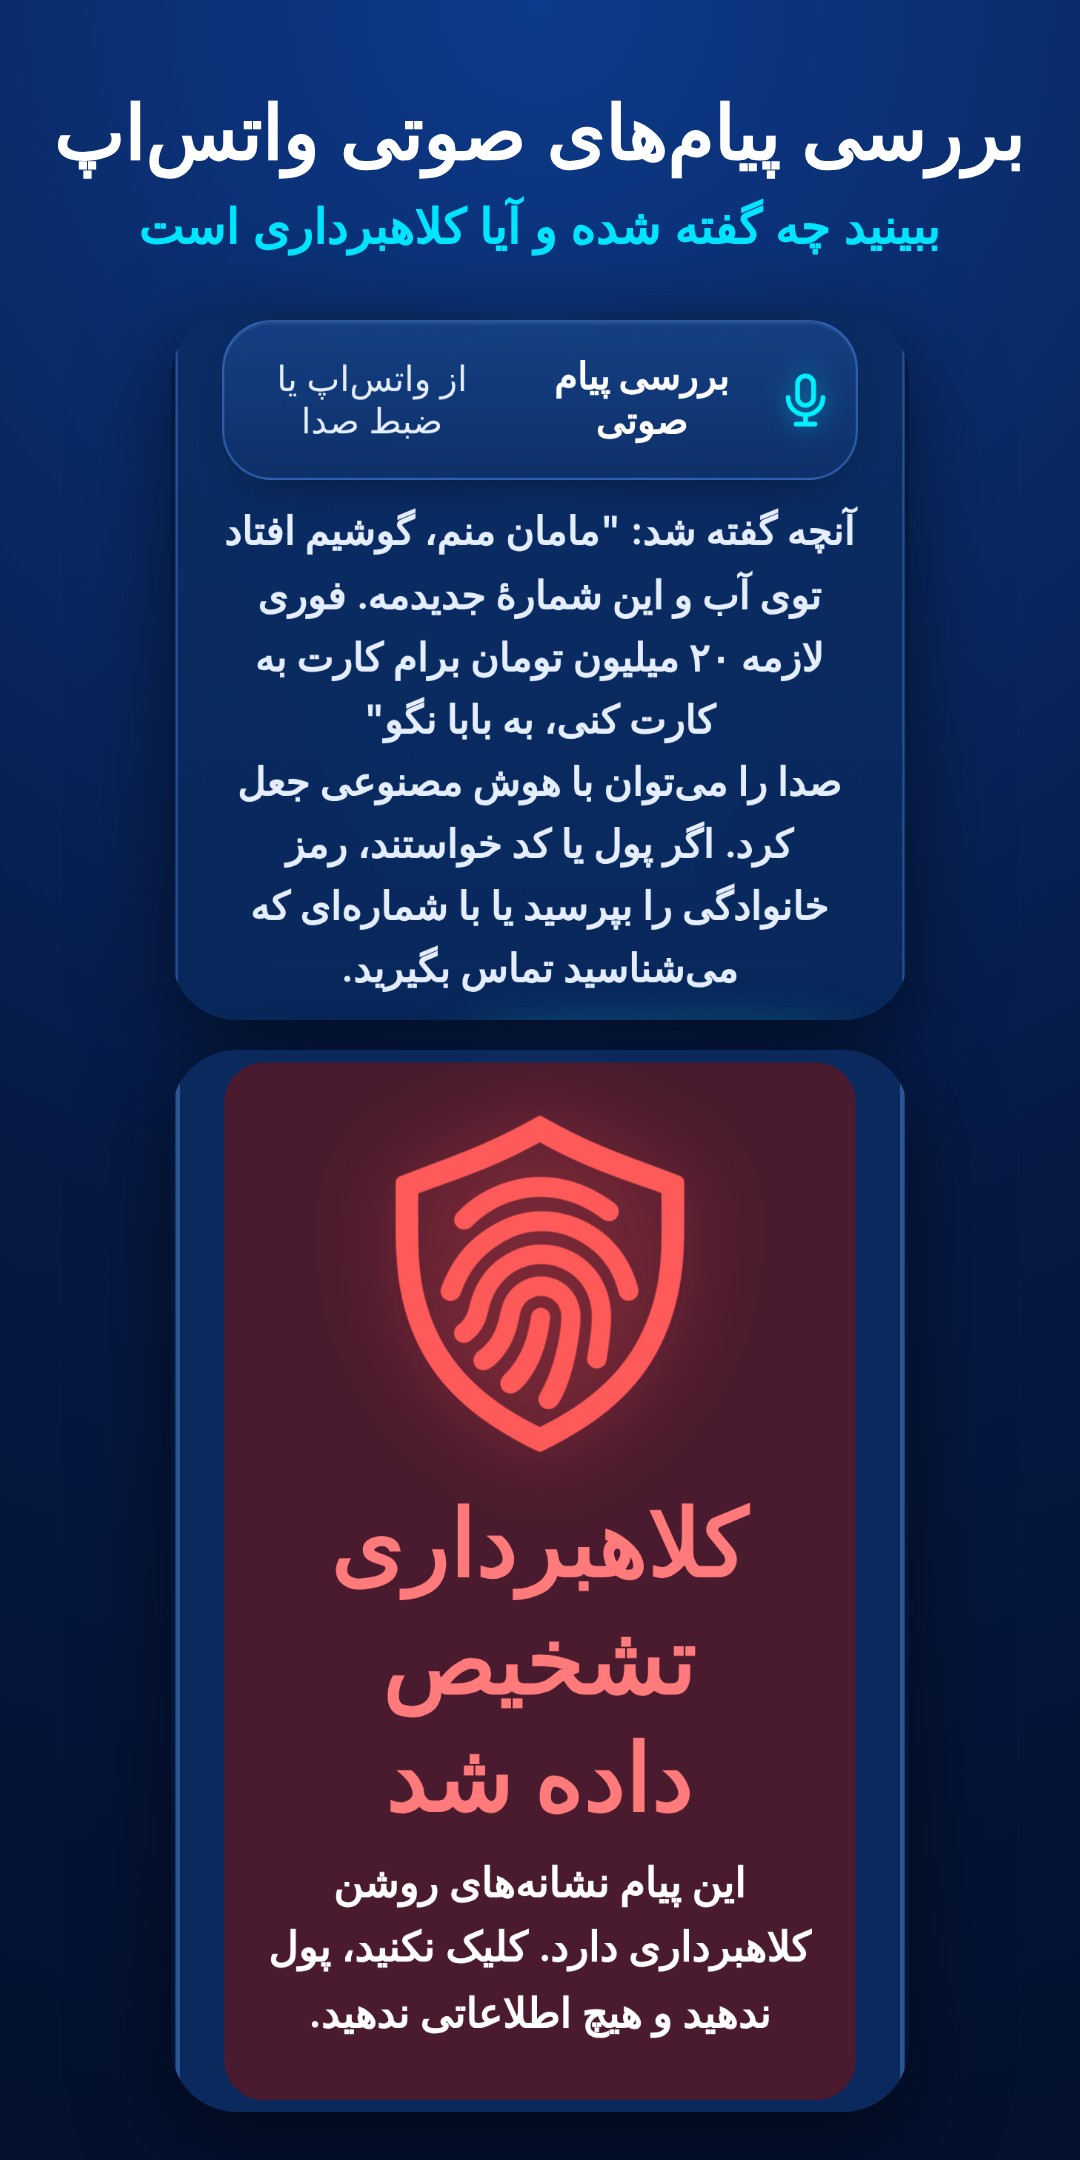 بررسی پیام‌های صوتی واتس‌اپ
ببینید چه گفته شده و آیا کلاهبرداری است
بررسی پیام
صوتی
از واتس‌اپ یا
ضبط صدا
آنچه گفته شد: "مامان منم، گوشیم افتاد
توی آب و این شمارهٔ جدیدمه. فوری
لازمه ۲۰ میلیون تومان برام کارت به
کارت کنی، به بابا نگو"
صدا را می‌توان با هوش مصنوعی جعل
کرد. اگر پول یا کد خواستند، رمز
خانوادگی را بپرسید یا با شماره‌ای که
می‌شناسید تماس بگیرید.
کلاهبرداری
تشخیص
داده شد
این پیام نشانه‌های روشن
کلاهبرداری دارد. کلیک نکنید، پول
ندهید و هیچ اطلاعاتی ندهید.